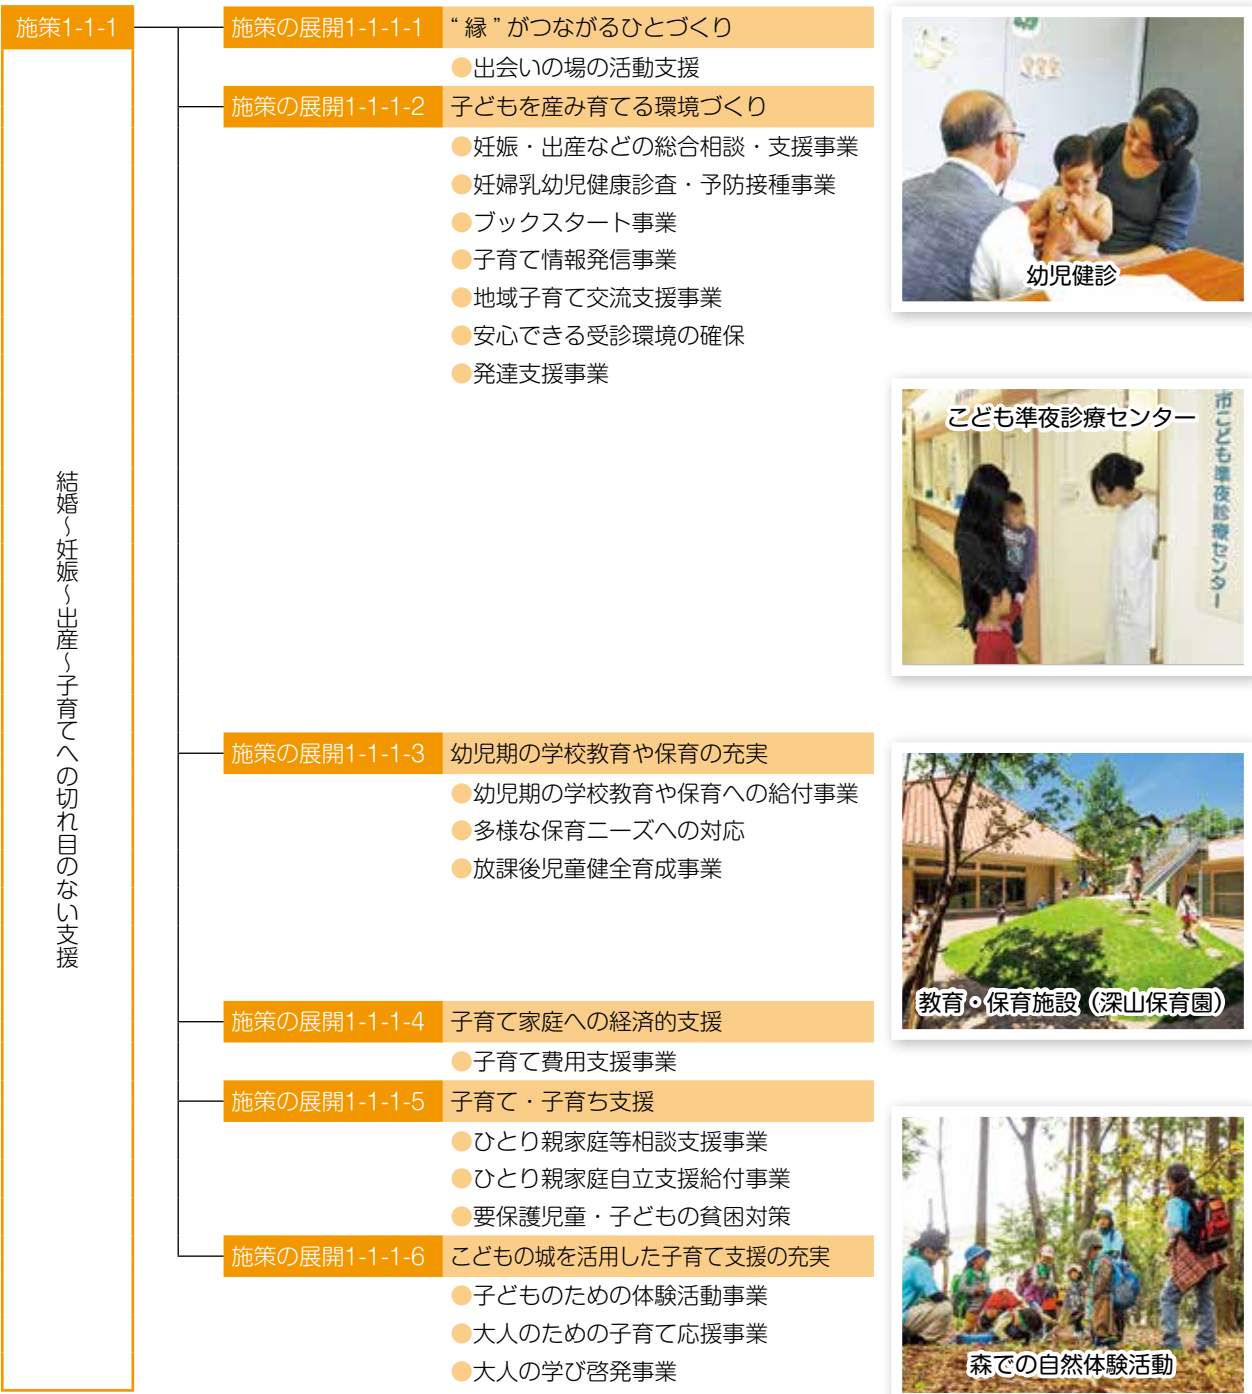 施策1-1-1
結婚〜妊娠〜出産〜子育てへの切れ目のない支援
施策の展開1-1-1-1 “縁”がつながるひとづくり
●出会いの場の活動支援
施策の展開1-1-1-2 子どもを産み育てる環境づくり
●妊娠・出産などの総合相談・支援事業
●妊婦乳幼児健康診査・予防接種事業
●ブックスタート事業
●子育て情報発信事業
●地域子育て交流支援事業
●安心できる受診環境の確保
●発達支援事業
施策の展開1-1-1-3 幼児期の学校教育や保育の充実
●幼児期の学校教育や保育への給付事業
●多様な保育ニーズへの対応
●放課後児童健全育成事業
施策の展開1-1-1-4 子育て家庭への経済的支援
●子育て費用支援事業
施策の展開1-1-1-5 子育て・子育ち支援
●ひとり親家庭等相談支援事業
●ひとり親家庭自立支援給付事業
●要保護児童・子どもの貧困対策
施策の展開1-1-1-6 こどもの城を活用した子育て支援の充実
●子どものための体験活動事業
●大人のための子育て応援事業
●大人の学び啓発事業
幼児健診
こども準夜診療センター
市こども準夜診療センター
教育・保育施設（深山保育園）
森での自然体験活動